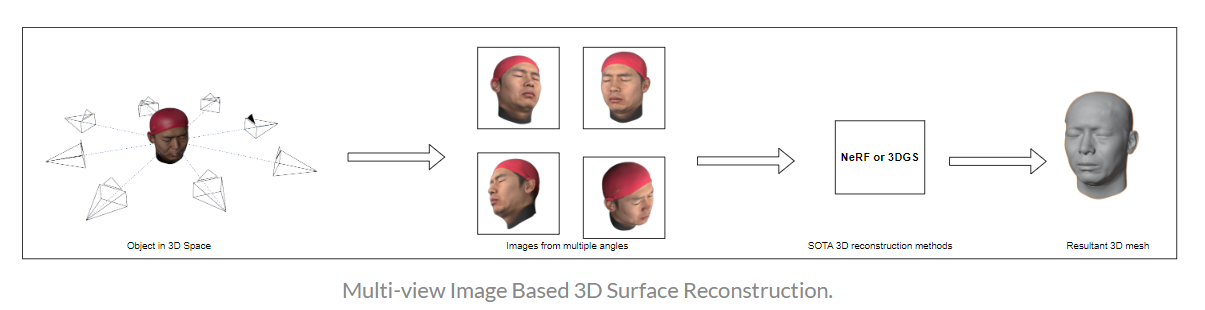 NeRF or 3DGS
Object in 3D Space
Images from multiple angles
SOTA 3D reconstruction methods
Resultant 3D mesh
Multi-view Image Based 3D Surface Reconstruction.